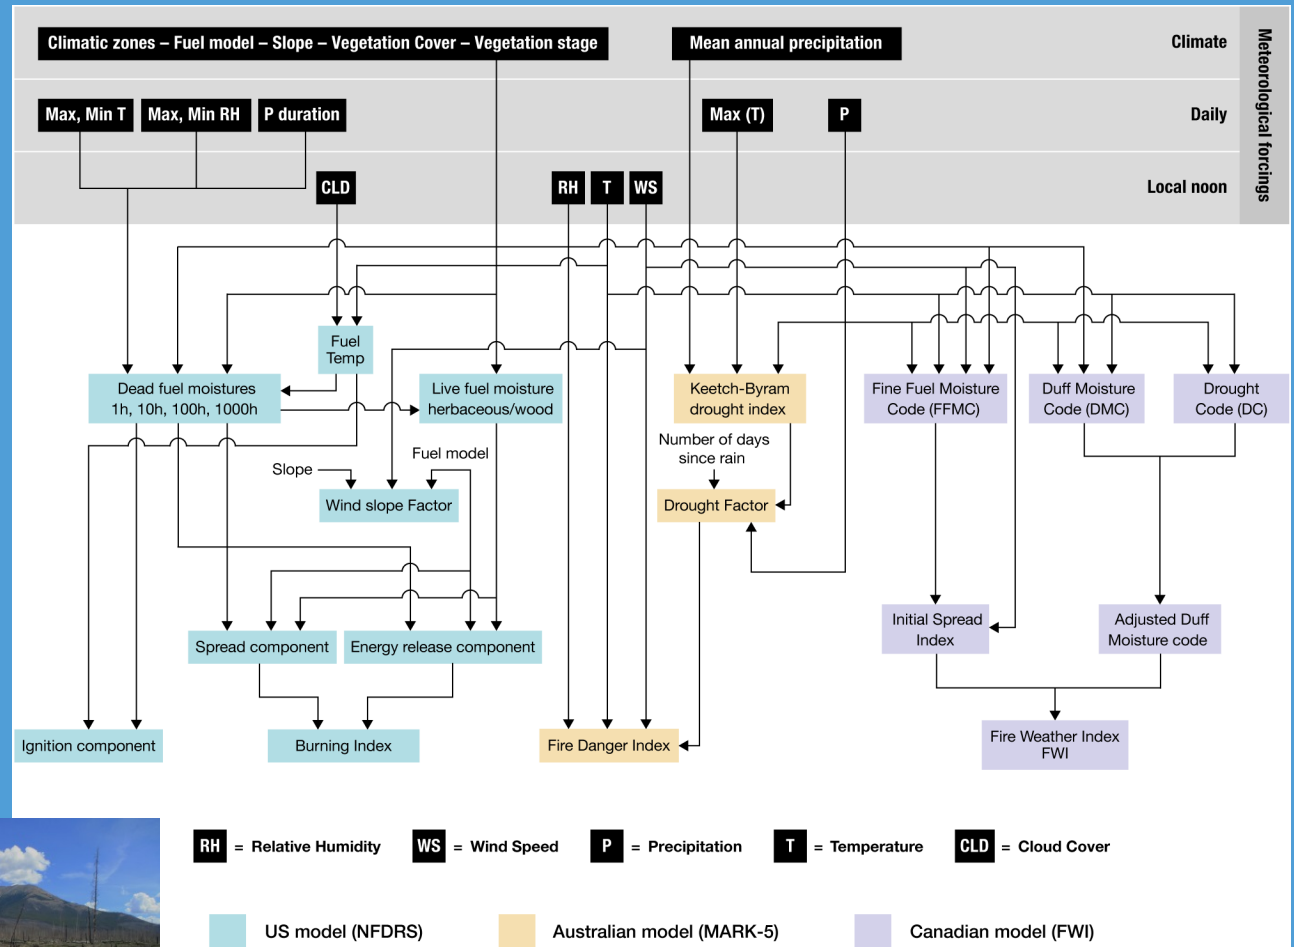 Climatic zones – Fuel model – Slope – Vegetation Cover – Vegetation stage
Mean annual precipitation
Climate
Meteorological forcings
Max, Min T
Max, Min RH
P duration
Max (T)
P
Daily
CLD
RH
T
WS
Local noon
Fuel
Temp
Dead fuel moistures
1h, 10h, 100h, 1000h
Live fuel moisture
herbaceous/wood
Keetch-Byram
drought index
Fine Fuel Moisture
Code (FFMC)
Duff Moisture
Code (DMC)
Drought
Code (DC)
Number of days
since rain
Slope
Fuel model
Wind slope Factor
Drought Factor
Spread component
Energy release component
Initial Spread
Index
Adjusted Duff
Moisture code
Ignition component
Burning Index
Fire Danger Index
Fire Weather Index
FWI
RH = Relative Humidity
WS = Wind Speed
P = Precipitation
T = Temperature
CLD = Cloud Cover
US model (NFDRS)
Australian model (MARK-5)
Canadian model (FWI)